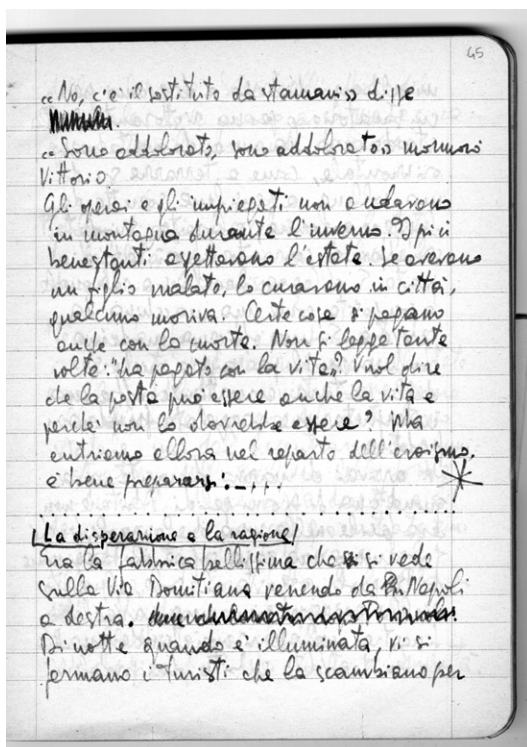 45
«No, c'è il sostituto da stamani» disse
«Sono addolorato, sono addolorato» mormorò
Vittorio.
Gli operai e gli impiegati non andavano
in montagna durante l'inverno. I più
benestanti aspettavano l'estate. Se avevano
un figlio malato, lo curavano in città,
qualcuno moriva. Certe cose si pagano
anche con la morte. Non si legge tante
volte: "ha pagato con la vita"? Vuol dire
che la posta può essere anche la vita e
perché non lo dovrebbe essere? Ma
entriamo allora nel reparto dell'eroismo.
è bene prepararsi: - , , ,
/La disperazione e la ragione/
Era la fabbrica bellissima che si vede
sulla Via Domitiana venendo da Napoli
a destra.
Di notte quando è illuminata, vi si
fermano i turisti che la scambiano per